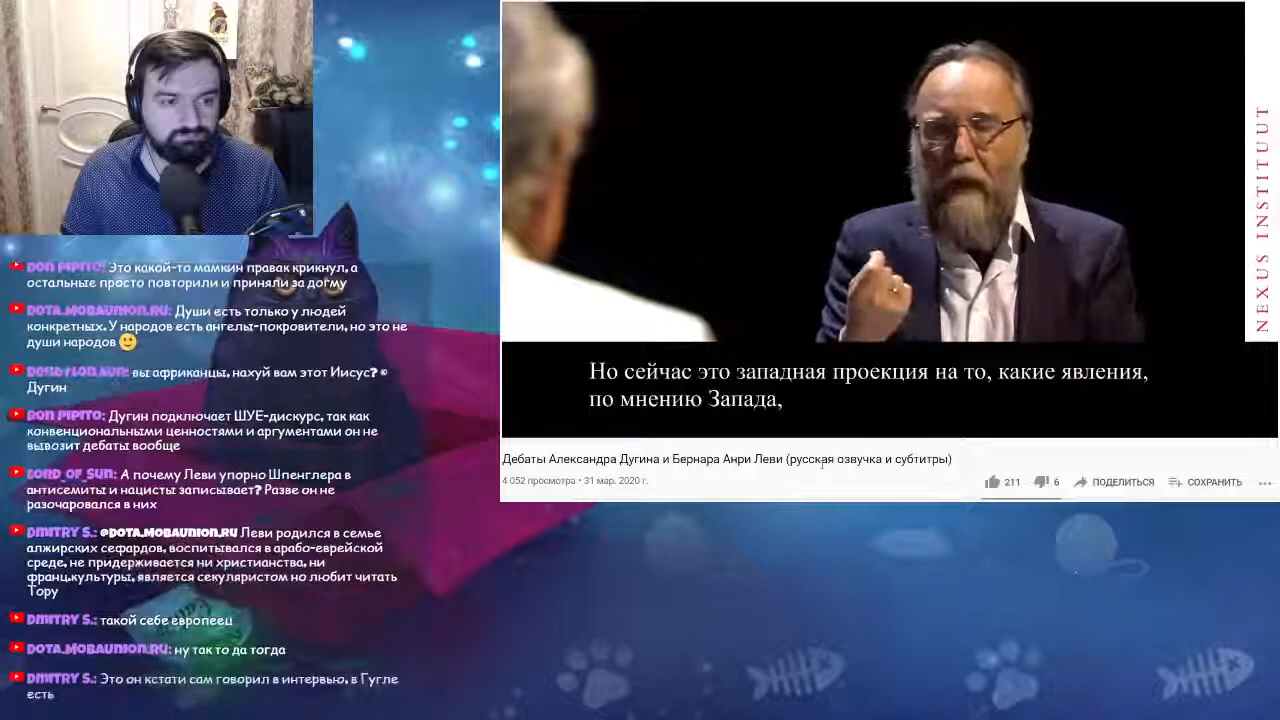 DON PIPITO: Это какой-то мамкин правак крикнул, а
остальные просто повторили и приняли за догму
DOTA.MOBAUNION.RU: Души есть только у людей
конкретных. У народов есть ангелы-покровители, но это не
души народов 🙂
вы африканцы, нахуй вам этот Иисус? ©
Дугин
DON PIPITO: Дугин подключает ШУЕ-дискурс, так как
конвенциональными ценностями и аргументами он не
вывозит дебаты вообще
LORD_OF_SUN: А почему Леви упорно Шпенглера в
антисемиты и нацисты записывает? Разве он не
разочаровался в них
DMITRY S.: @DOTA.MOBAUNION.RU Леви родился в семье
алжирских сефардов, воспитывался в арабо-еврейской
среде, не придерживается ни христианства, ни
франц.культуры, является секуляристом но любит читать
Тору
DMITRY S.: такой себе европеец
DOTA.MOBAUNION.RU: ну так то да тогда
DMITRY S.: Это он кстати сам говорил в интервью, в Гугле
есть
NEXUS INSTITUUT
Но сейчас это западная проекция на то, какие явления,
по мнению Запада,
Дебаты Александра Дугина и Бернара Анри Леви (русская озвучка и субтитры)
4 052 просмотра • 31 мар. 2020 г.
211
6
ПОДЕЛИТЬСЯ
СОХРАНИТЬ